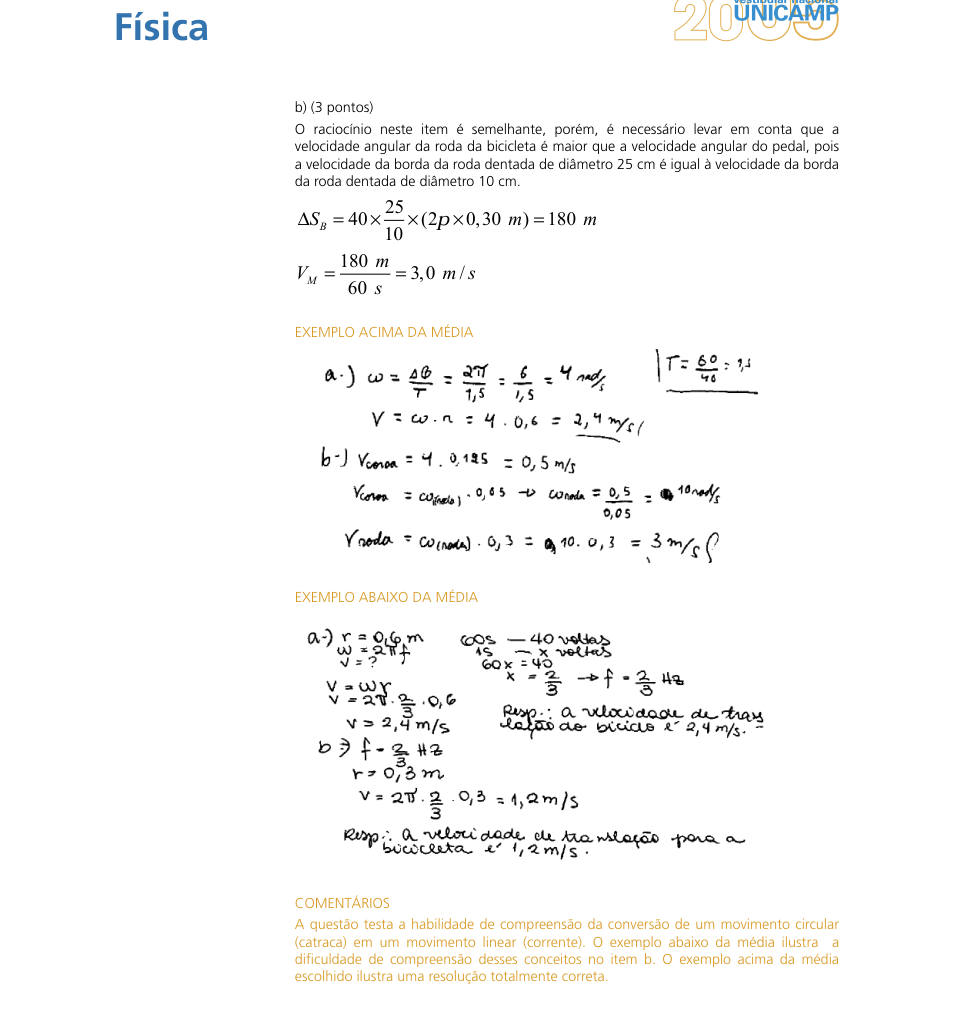 Física
vestibular nacional
2005
UNICAMP
b) (3 pontos)
O raciocínio neste item é semelhante, porém, é necessário levar em conta que a
velocidade angular da roda da bicicleta é maior que a velocidade angular do pedal, pois
a velocidade da borda da roda dentada de diâmetro 25 cm é igual à velocidade da borda
da roda dentada de diâmetro 10 cm.
ΔS_B = 40 × 25/10 × (2p × 0,30 m) = 180 m
V_M = 180 m / 60 s = 3,0 m/s
EXEMPLO ACIMA DA MÉDIA
a.) ω = Δθ/T = 2π/1,5 = 6/1,5 = 4 rad/s
T = 60/40 = 1,5
V = ω.r = 4 . 0,6 = 2,4 m/s
b-) Vcoroa = 4 . 0,125 = 0,5 m/s
Vcoroa = ω(roda) . 0,05 → ωroda = 0,5/0,05 = 10 rad/s
Vroda = ω(roda) . 0,3 = 10 . 0,3 = 3 m/s
EXEMPLO ABAIXO DA MÉDIA
a-) r = 0,6 m
ω = 2πf
v = ?
60s — 40 voltas
1s — x voltas
60x = 40
x = 2/3 → f = 2/3 Hz
V = ωr
V = 2π . 2/3 . 0,6
V = 2,4 m/s
Resp.: a velocidade de trans
lação do biciclo é 2,4 m/s.
b) f = 2/3 Hz
r = 0,3 m
V = 2π . 2/3 . 0,3 = 1,2 m/s
Resp.: a velocidade de translação para a
bicicleta é 1,2 m/s.
COMENTÁRIOS
A questão testa a habilidade de compreensão da conversão de um movimento circular
(catraca) em um movimento linear (corrente). O exemplo abaixo da média ilustra a
dificuldade de compreensão desses conceitos no item b. O exemplo acima da média
escolhido ilustra uma resolução totalmente correta.